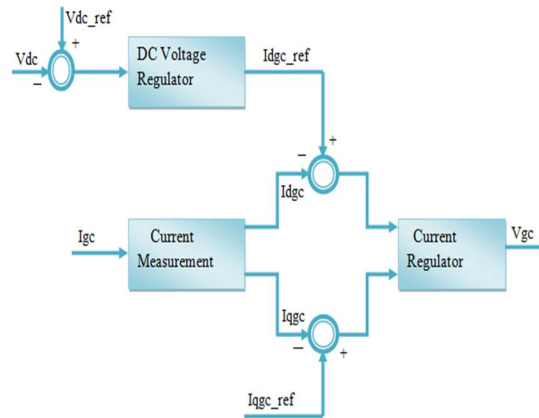 Vdc_ref
+
Vdc
−
DC Voltage
Regulator
Idgc_ref
+
−
Idgc
Igc
Current
Measurement
Current
Regulator
Vgc
Iqgc
−
+
Iqgc_ref